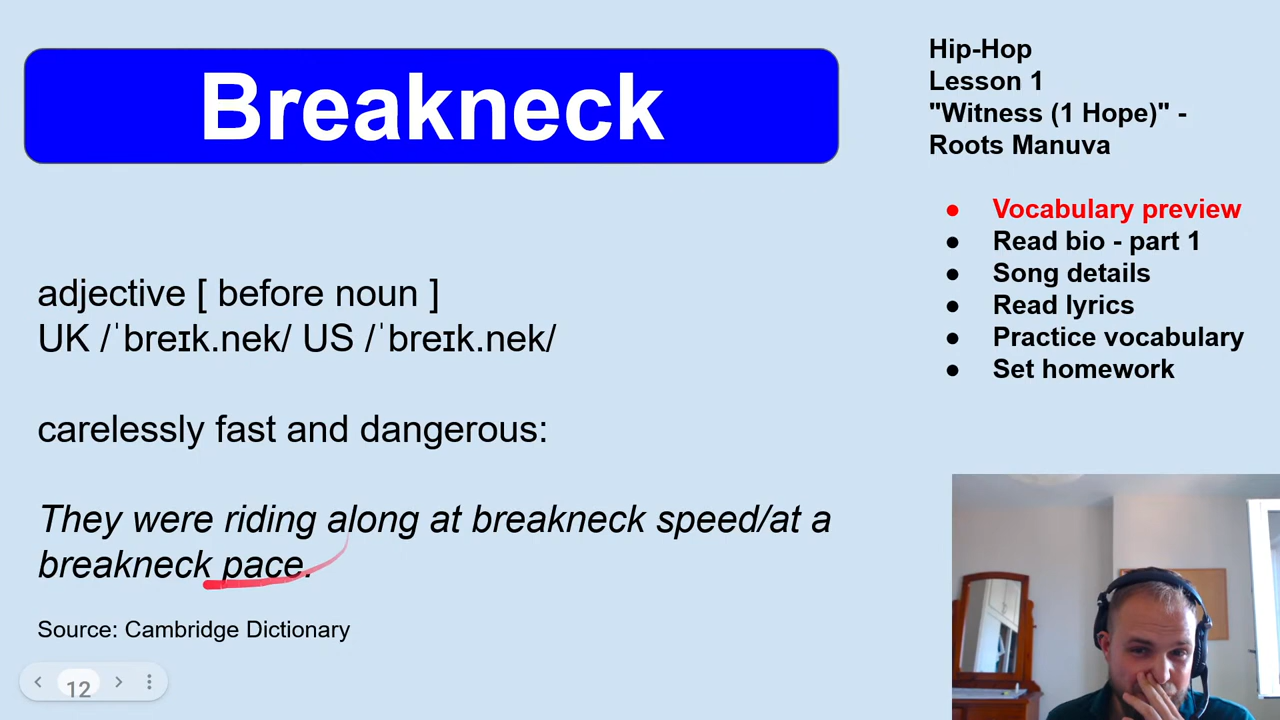 Breakneck
adjective [ before noun ]
UK /ˈbreɪk.nek/ US /ˈbreɪk.nek/
carelessly fast and dangerous:
They were riding along at breakneck speed/at a
breakneck pace.
Source: Cambridge Dictionary
12
Hip-Hop
Lesson 1
"Witness (1 Hope)" -
Roots Manuva
● Vocabulary preview
● Read bio - part 1
● Song details
● Read lyrics
● Practice vocabulary
● Set homework